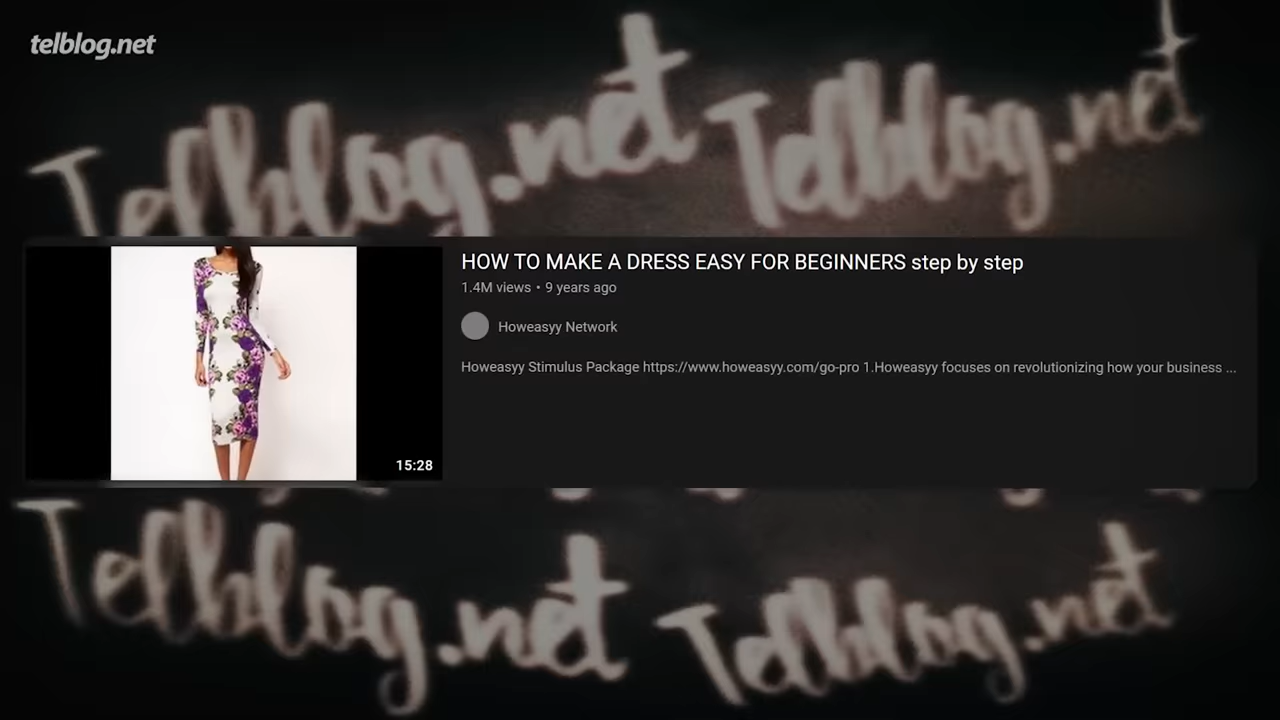 telblog.net
Telblog.net Telblog.net
HOW TO MAKE A DRESS EASY FOR BEGINNERS step by step
1.4M views • 9 years ago
Howeasyy Network
Howeasyy Stimulus Package https://www.howeasyy.com/go-pro 1.Howeasyy focuses on revolutionizing how your business ...
15:28
Telblog.net Telblog.net